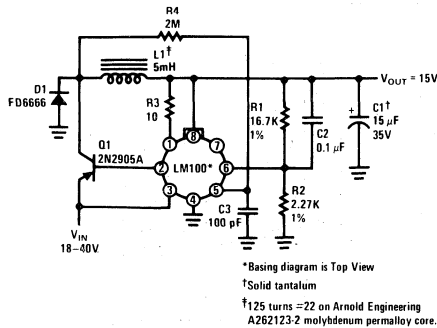 R4
2M
L1‡
5mH
D1
FD6666
R3
10
VOUT = 15V
R1
16.7K
1%
C2
0.1 µF
C1†
15 µF
35V
+
Q1
2N2905A
LM100*
1
8
7
2
6
3
4
5
R2
2.27K
1%
C3
100 pF
VIN
18-40V
*Basing diagram is Top View
†Solid tantalum
‡125 turns =22 on Arnold Engineering
A262123-2 molybdenum permalloy core.